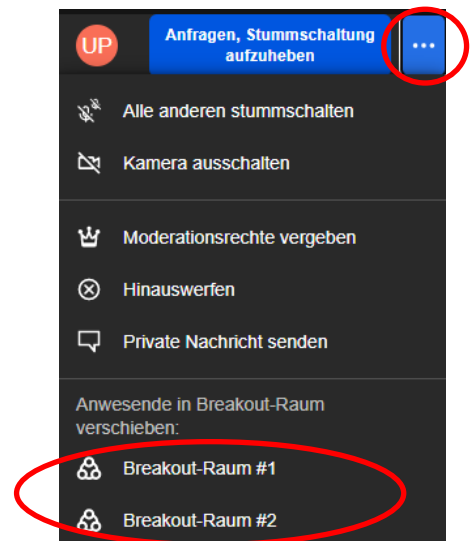 UP
Anfragen, Stummschaltung
aufzuheben
Alle anderen stummschalten
Kamera ausschalten
Moderationsrechte vergeben
Hinauswerfen
Private Nachricht senden
Anwesende in Breakout-Raum
verschieben:
Breakout-Raum #1
Breakout-Raum #2